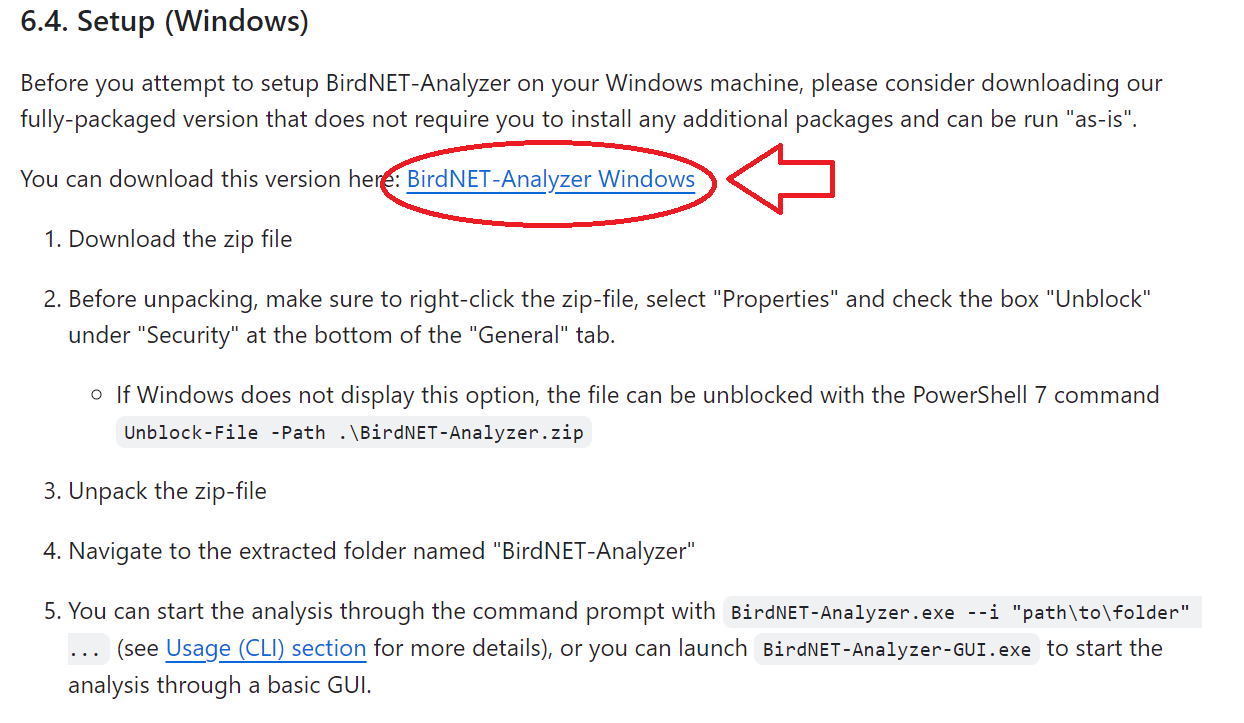 6.4. Setup (Windows)
Before you attempt to setup BirdNET-Analyzer on your Windows machine, please consider downloading our
fully-packaged version that does not require you to install any additional packages and can be run "as-is".
You can download this version here: BirdNET-Analyzer Windows
1. Download the zip file
2. Before unpacking, make sure to right-click the zip-file, select "Properties" and check the box "Unblock"
under "Security" at the bottom of the "General" tab.
○ If Windows does not display this option, the file can be unblocked with the PowerShell 7 command
Unblock-File -Path .\BirdNET-Analyzer.zip
3. Unpack the zip-file
4. Navigate to the extracted folder named "BirdNET-Analyzer"
5. You can start the analysis through the command prompt with BirdNET-Analyzer.exe --i "path\to\folder"
... (see Usage (CLI) section for more details), or you can launch BirdNET-Analyzer-GUI.exe to start the
analysis through a basic GUI.